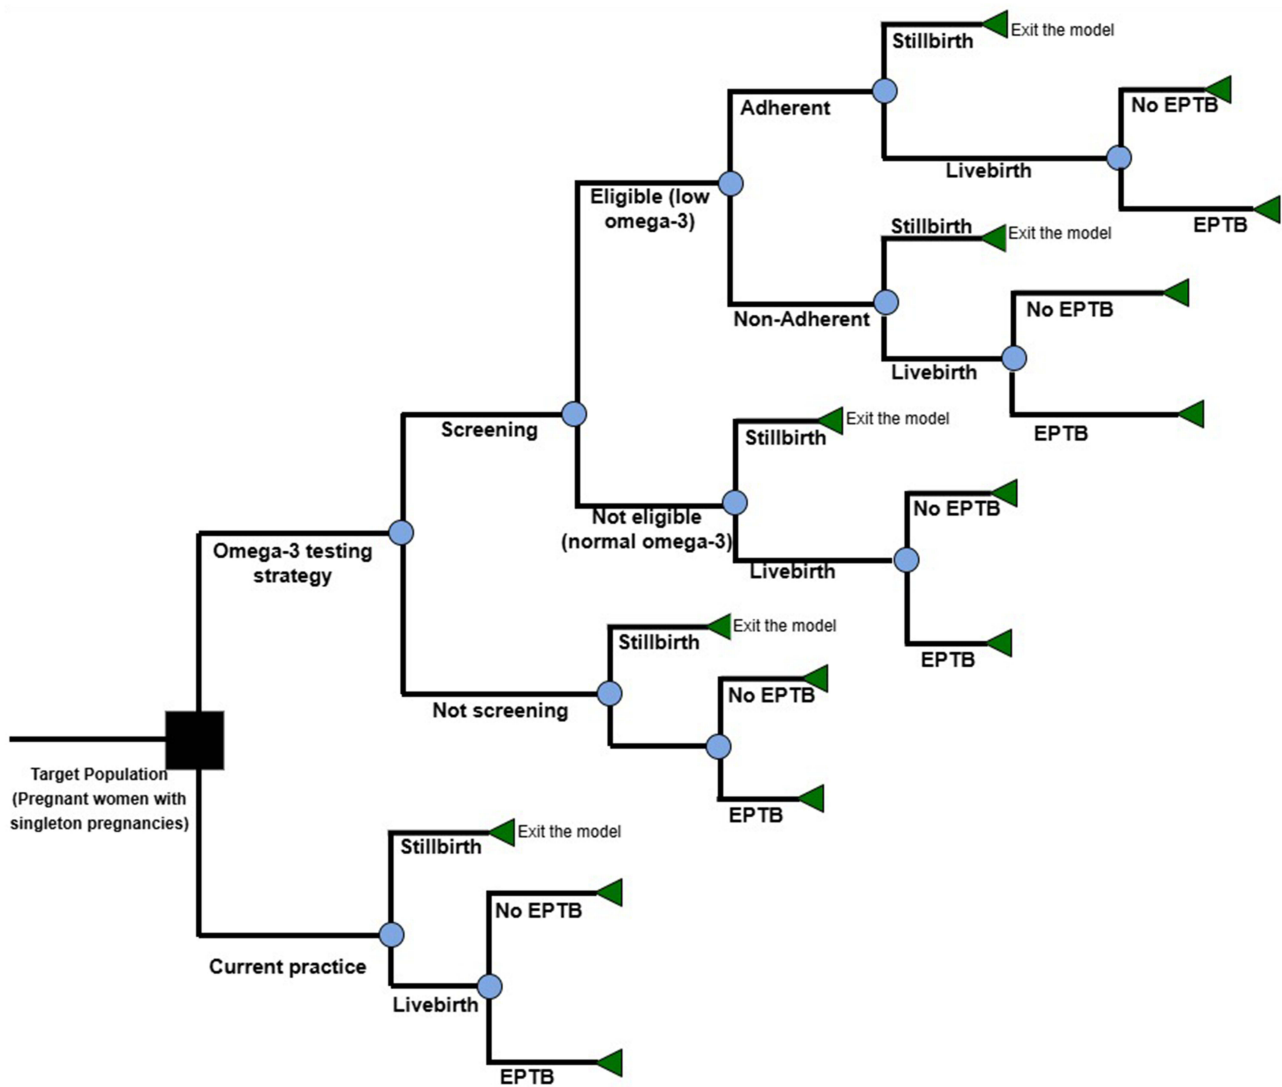 Stillbirth
Exit the model
No EPTB
Adherent
Livebirth
Eligible (low
omega-3)
EPTB
Stillbirth
Exit the model
No EPTB
Non-Adherent
Livebirth
EPTB
Screening
Stillbirth
Exit the model
Not eligible
(normal omega-3)
No EPTB
Livebirth
EPTB
Omega-3 testing
strategy
Stillbirth
Exit the model
No EPTB
Not screening
EPTB
Target Population
(Pregnant women with
singleton pregnancies)
Stillbirth
Exit the model
No EPTB
Current practice
Livebirth
EPTB